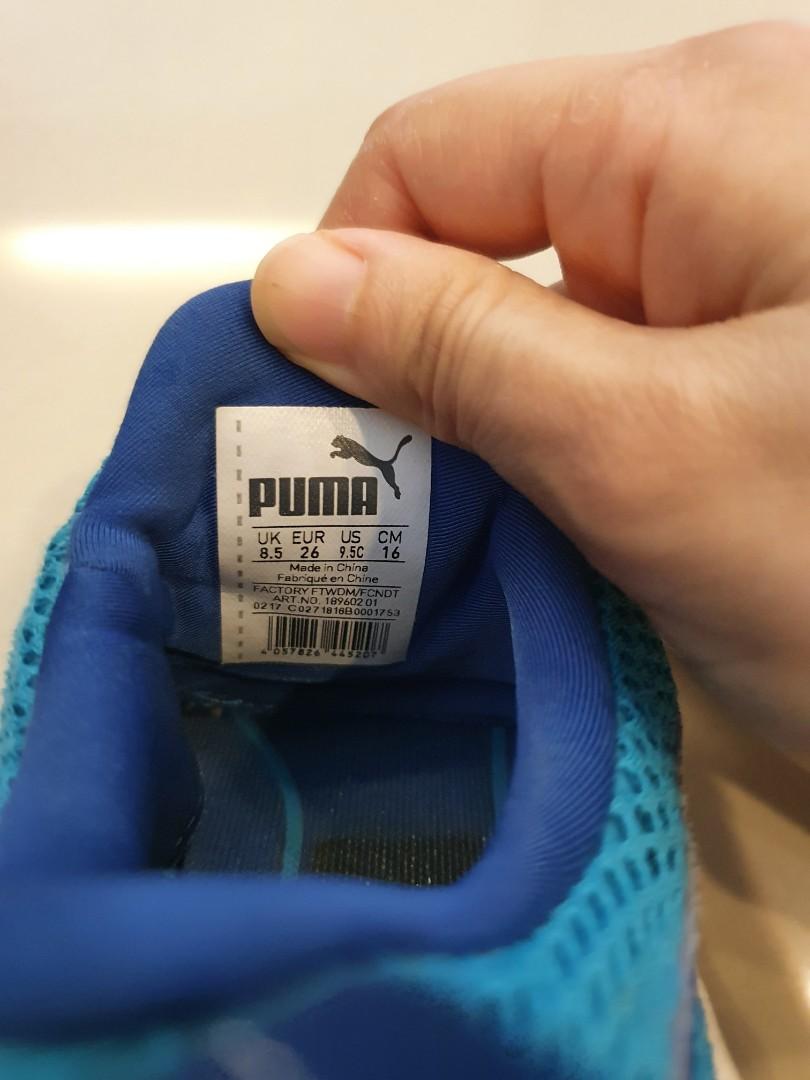 PUMA
UK EUR US CM
8.5 26 9.5C 16
Made in China
Fabriqué en Chine
FACTORY FTWDM/FCNDT
ART.NO. 189602 01
0217 C0271818B0001753
4 057826 445207